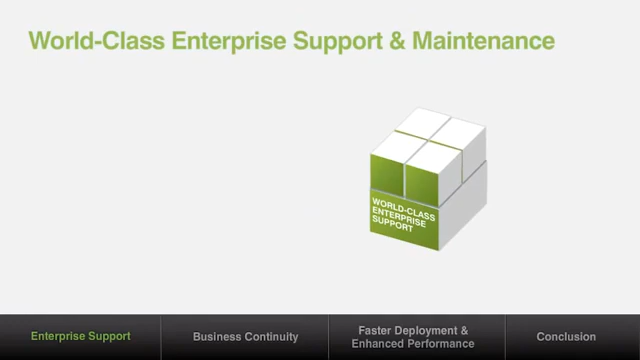 World-Class Enterprise Support & Maintenance
WORLD-CLASS
ENTERPRISE
SUPPORT
Enterprise Support
Business Continuity
Faster Deployment &
Enhanced Performance
Conclusion